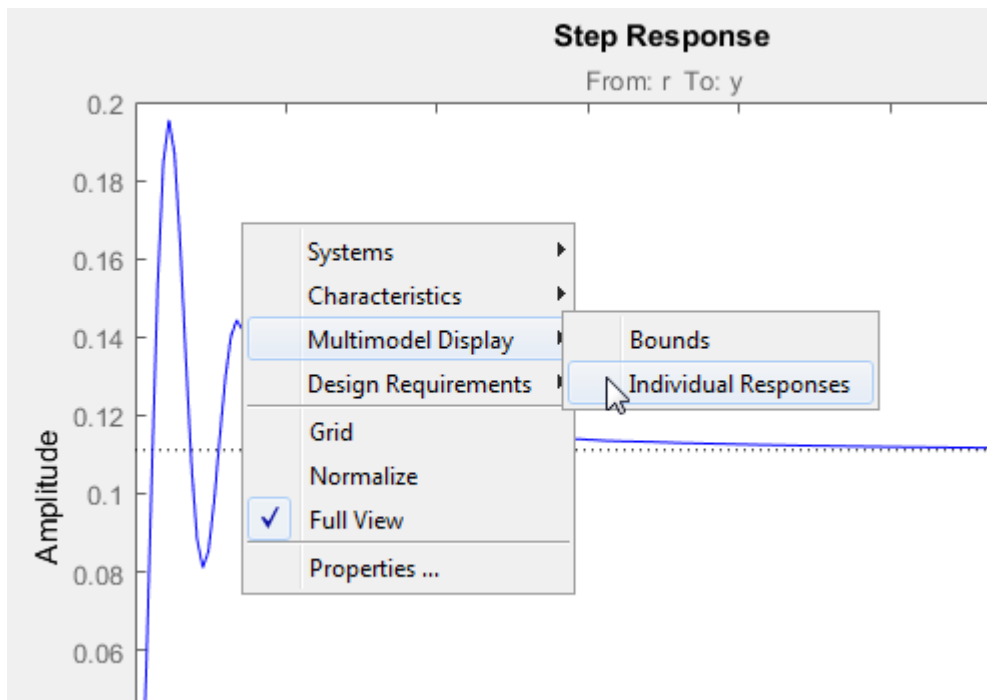 Step Response
From: r To: y
0.2
0.18
0.16
0.14
0.12
0.1
0.08
0.06
Amplitude
Systems
Characteristics
Multimodel Display
Design Requirements
Grid
Normalize
Full View
Properties ...
Bounds
Individual Responses